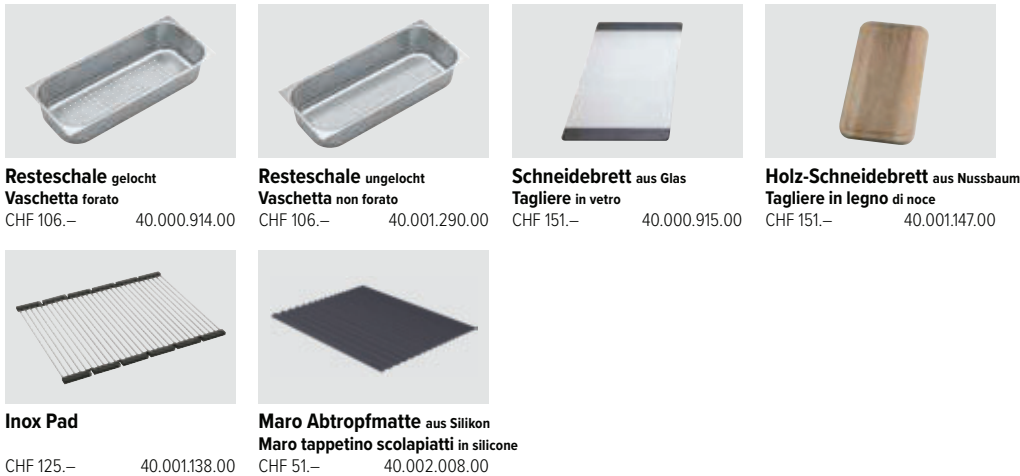 Resteschale gelocht
Vaschetta forato
CHF 106.– 40.000.914.00
Resteschale ungelocht
Vaschetta non forato
CHF 106.– 40.001.290.00
Schneidebrett aus Glas
Tagliere in vetro
CHF 151.– 40.000.915.00
Holz-Schneidebrett aus Nussbaum
Tagliere in legno di noce
CHF 151.– 40.001.147.00
Inox Pad
CHF 125.– 40.001.138.00
Maro Abtropfmatte aus Silikon
Maro tappetino scolapiatti in silicone
CHF 51.– 40.002.008.00